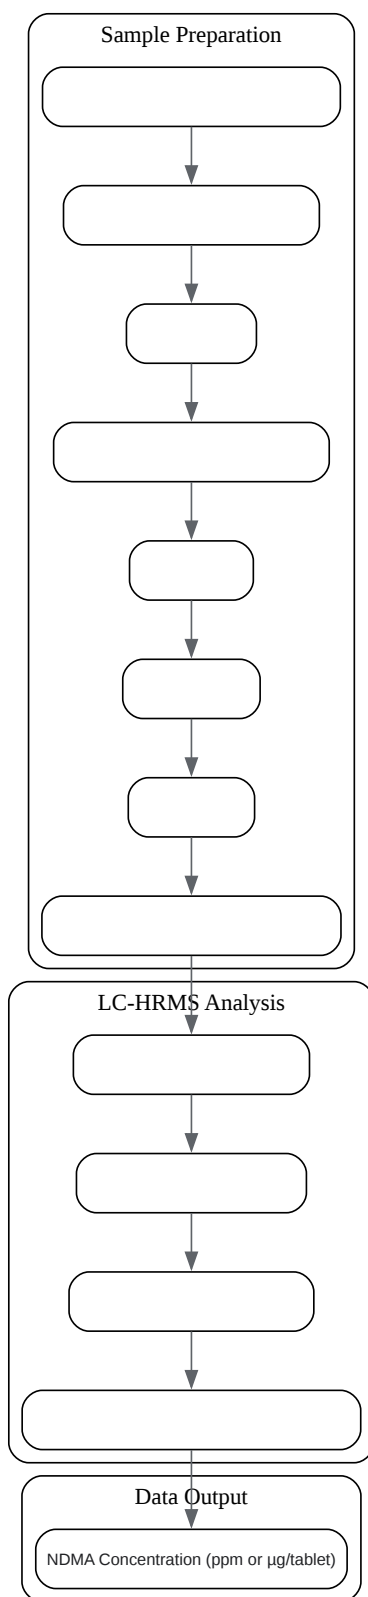 Sample Preparation
LC-HRMS Analysis
Data Output
NDMA Concentration (ppm or µg/tablet)